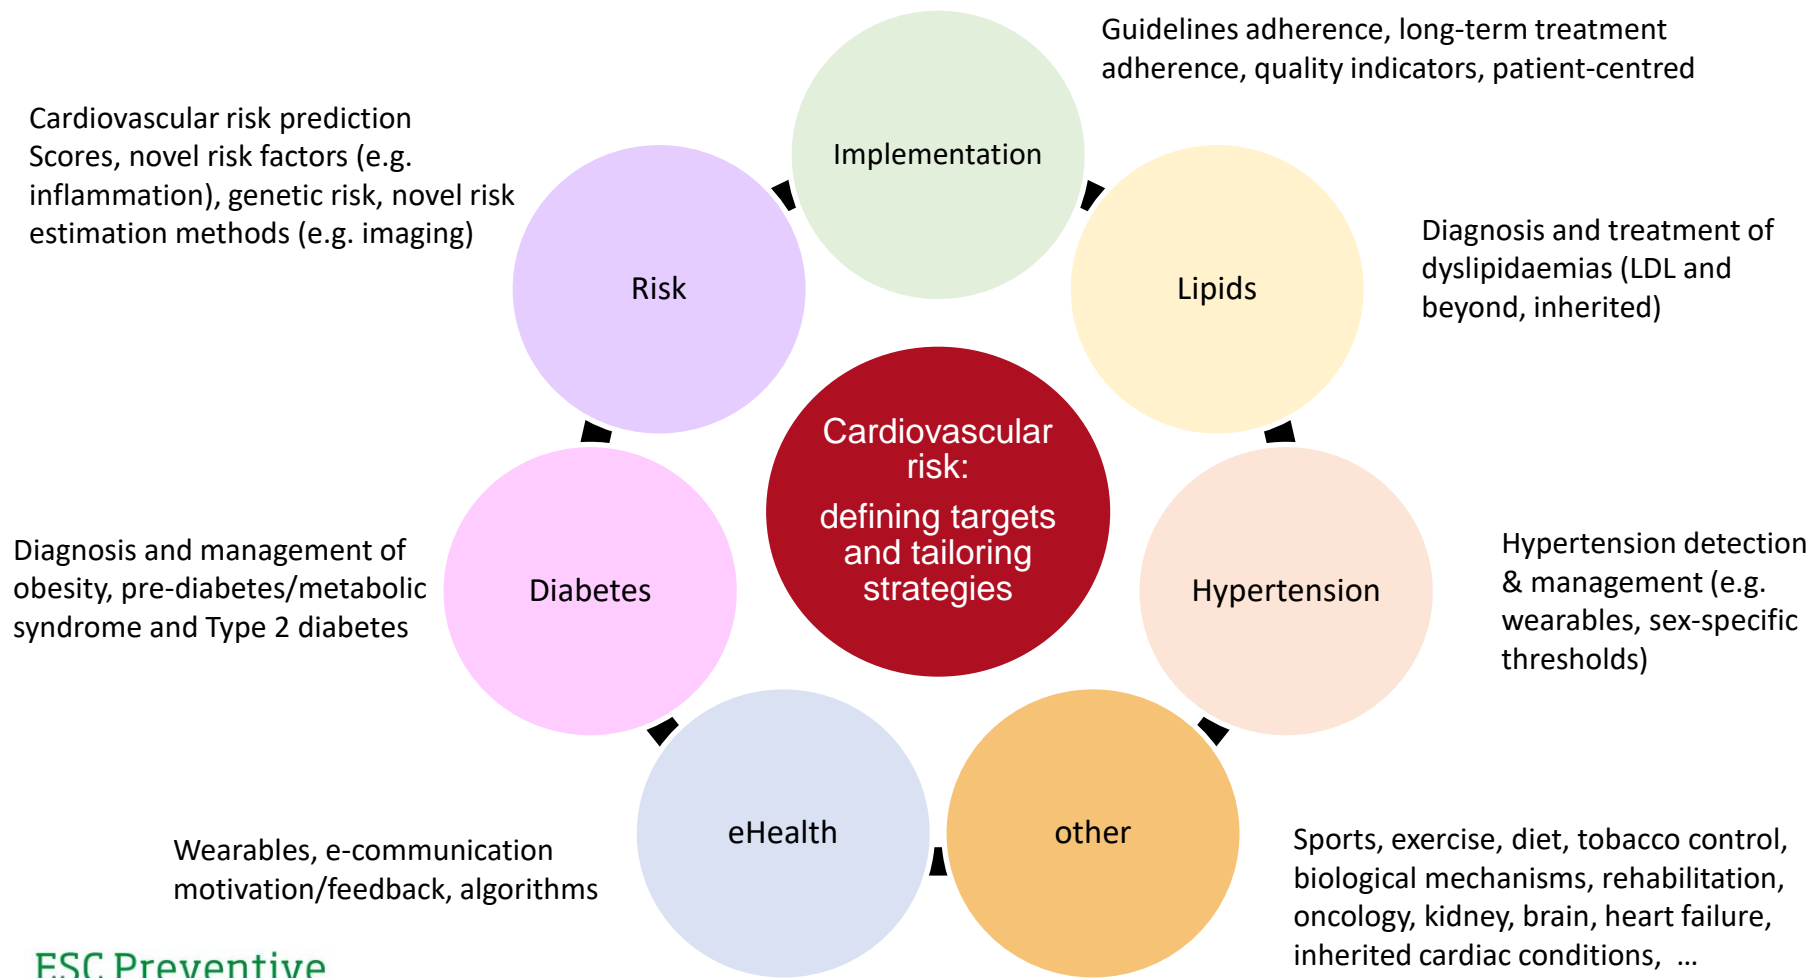 Guidelines adherence, long-term treatment
adherence, quality indicators, patient-centred
Implementation
Cardiovascular risk prediction
Scores, novel risk factors (e.g.
inflammation), genetic risk, novel risk
estimation methods (e.g. imaging)
Risk
Lipids
Diagnosis and treatment of
dyslipidaemias (LDL and
beyond, inherited)
Cardiovascular
risk:
defining targets
and tailoring
strategies
Diagnosis and management of
obesity, pre-diabetes/metabolic
syndrome and Type 2 diabetes
Diabetes
Hypertension
Hypertension detection
& management (e.g.
wearables, sex-specific
thresholds)
eHealth
other
Wearables, e-communication
motivation/feedback, algorithms
Sports, exercise, diet, tobacco control,
biological mechanisms, rehabilitation,
oncology, kidney, brain, heart failure,
inherited cardiac conditions, ...
ESC Preventive